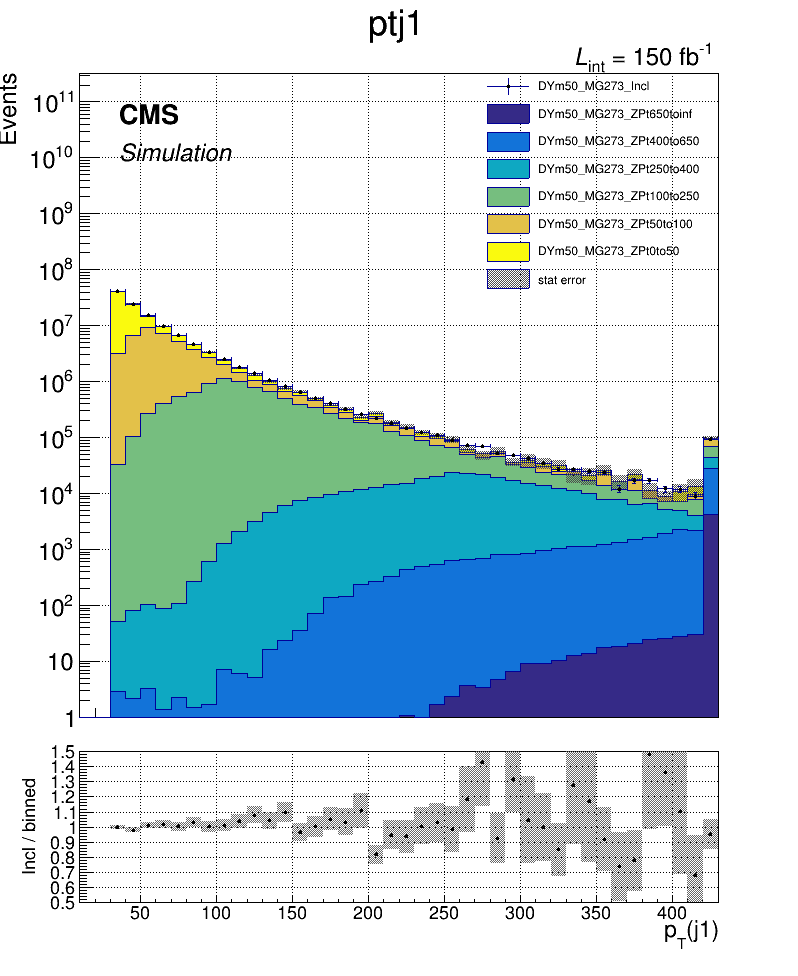 ptj1
L_int = 150 fb^-1
Events
CMS
Simulation
DYm50_MG273_Incl
DYm50_MG273_ZPt650toinf
DYm50_MG273_ZPt400to650
DYm50_MG273_ZPt250to400
DYm50_MG273_ZPt100to250
DYm50_MG273_ZPt50to100
DYm50_MG273_ZPt0to50
stat error
10^11
10^10
10^9
10^8
10^7
10^6
10^5
10^4
10^3
10^2
10
1
Incl / binned
1.5
1.4
1.3
1.2
1.1
1
0.9
0.8
0.7
0.6
0.5
50 100 150 200 250 300 350 400
p_T(j1)